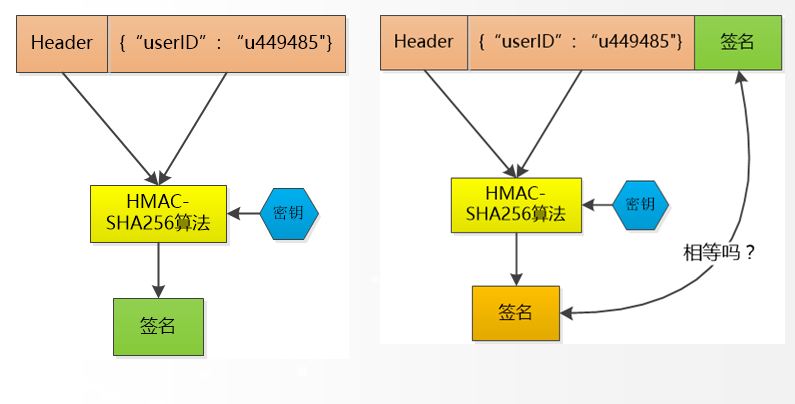 Header
{“userID”:“u449485"}
HMAC-
SHA256算法
密钥
签名
Header
{“userID”:“u449485"}
签名
HMAC-
SHA256算法
密钥
相等吗？
签名